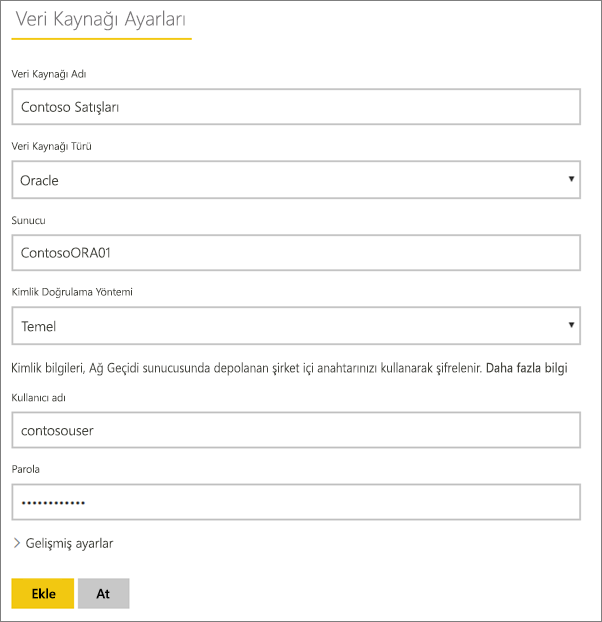 Veri Kaynağı Ayarları
Veri Kaynağı Adı
Contoso Satışları
Veri Kaynağı Türü
Oracle
Sunucu
ContosoORA01
Kimlik Doğrulama Yöntemi
Temel
Kimlik bilgileri, Ağ Geçidi sunucusunda depolanan şirket içi anahtarınızı kullanarak şifrelenir. Daha fazla bilgi
Kullanıcı adı
contosouser
Parola
••••••••••••
Gelişmiş ayarlar
Ekle At